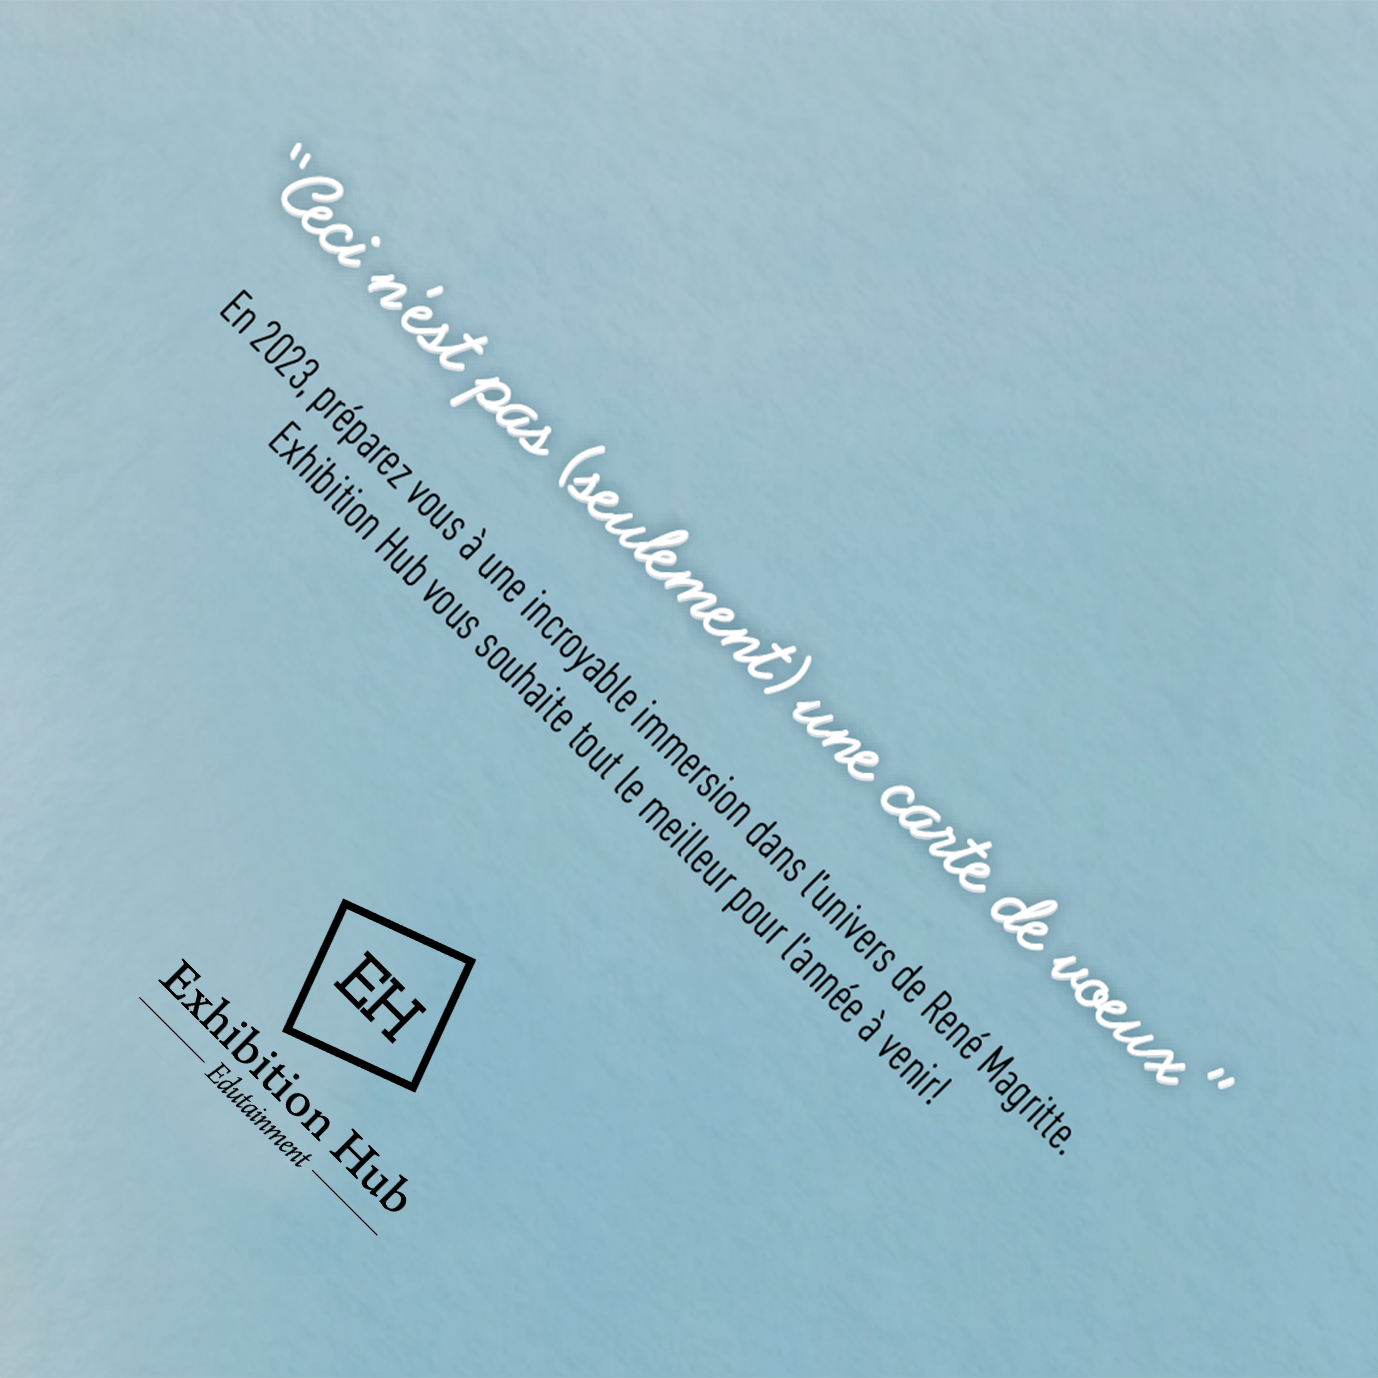 "Ceci n'est pas (seulement) une carte de voeux "
En 2023, préparez vous à une incroyable immersion dans l'univers de René Magritte.
Exhibition Hub vous souhaite tout le meilleur pour l'année à venir!
EH
Exhibition Hub
Edutainment